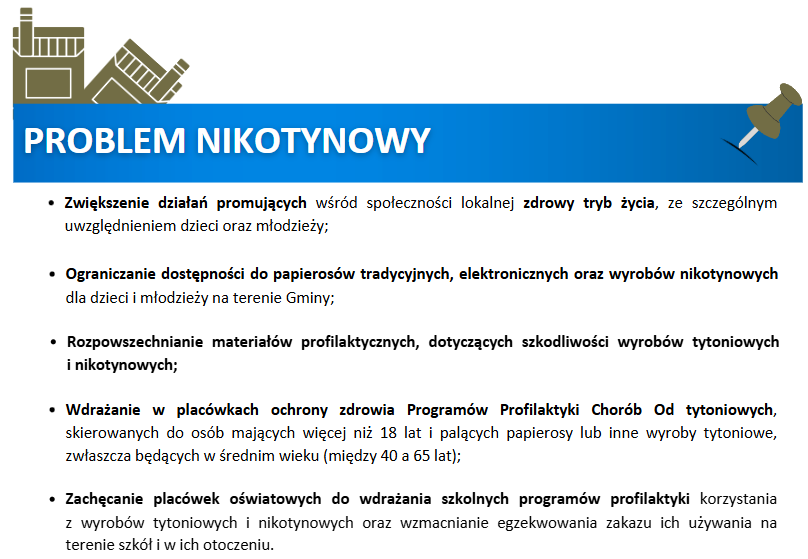 PROBLEM NIKOTYNOWY
• Zwiększenie działań promujących wśród społeczności lokalnej zdrowy tryb życia, ze szczególnym
uwzględnieniem dzieci oraz młodzieży;
• Ograniczanie dostępności do papierosów tradycyjnych, elektronicznych oraz wyrobów nikotynowych
dla dzieci i młodzieży na terenie Gminy;
• Rozpowszechnianie materiałów profilaktycznych, dotyczących szkodliwości wyrobów tytoniowych
i nikotynowych;
• Wdrażanie w placówkach ochrony zdrowia Programów Profilaktyki Chorób Od tytoniowych,
skierowanych do osób mających więcej niż 18 lat i palących papierosy lub inne wyroby tytoniowe,
zwłaszcza będących w średnim wieku (między 40 a 65 lat);
• Zachęcanie placówek oświatowych do wdrażania szkolnych programów profilaktyki korzystania
z wyrobów tytoniowych i nikotynowych oraz wzmacnianie egzekwowania zakazu ich używania na
terenie szkół i w ich otoczeniu.